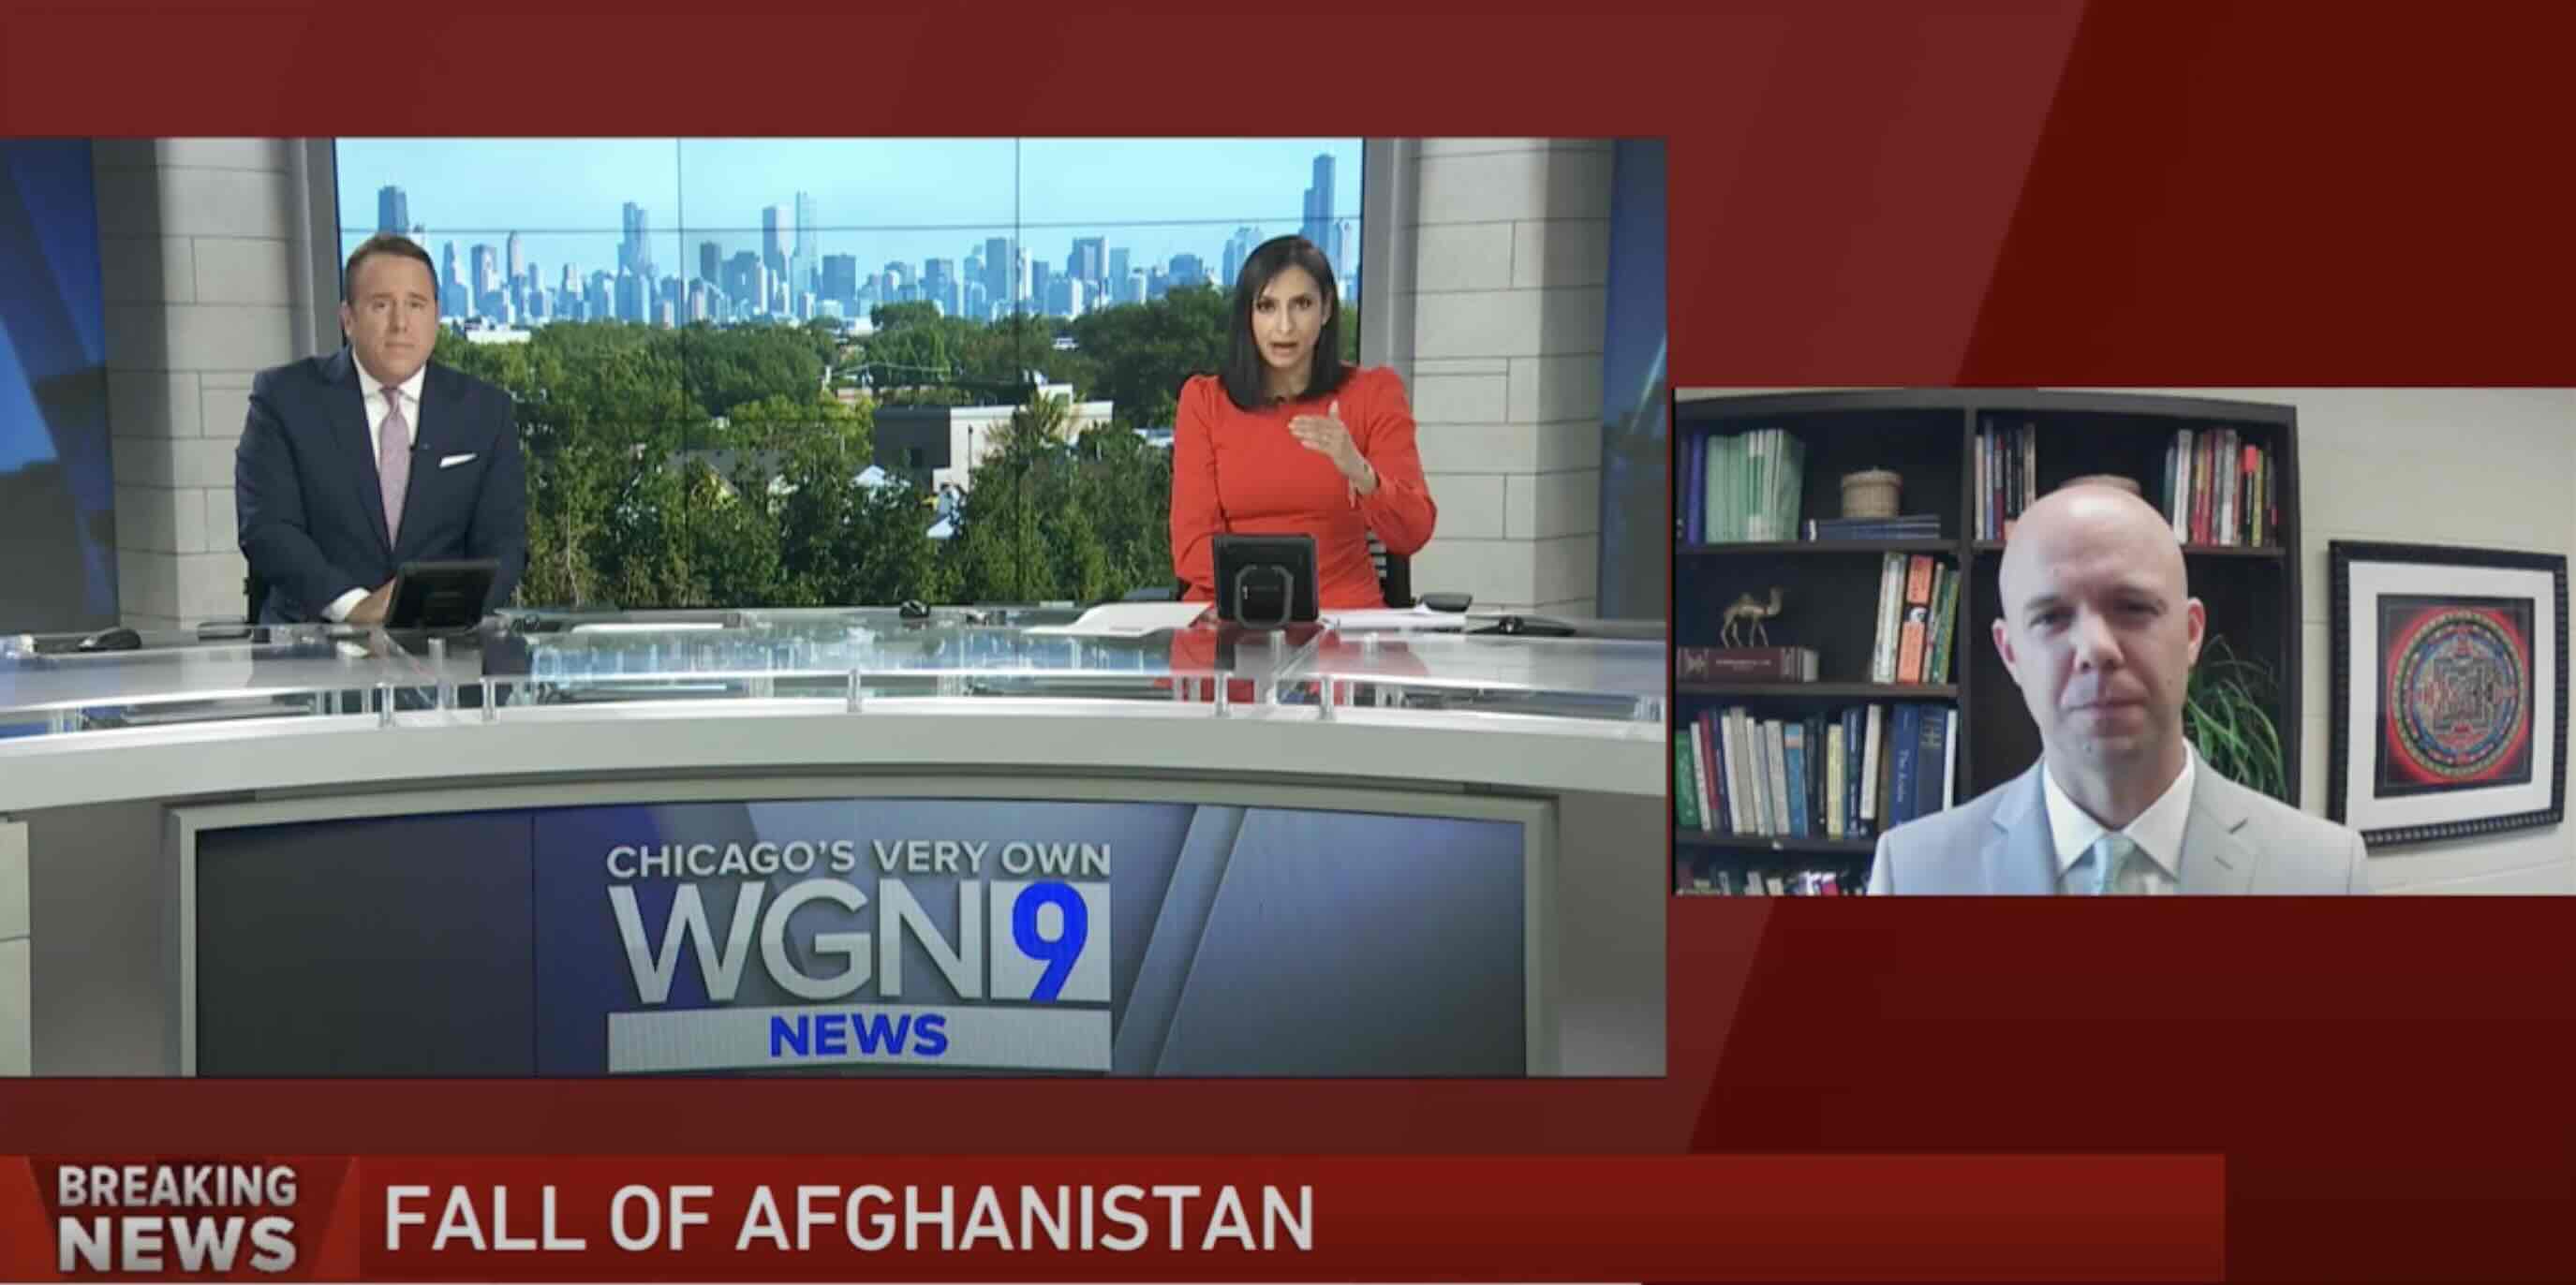 CHICAGO'S VERY OWN
WGN9
NEWS
BREAKING
NEWS
FALL OF AFGHANISTAN